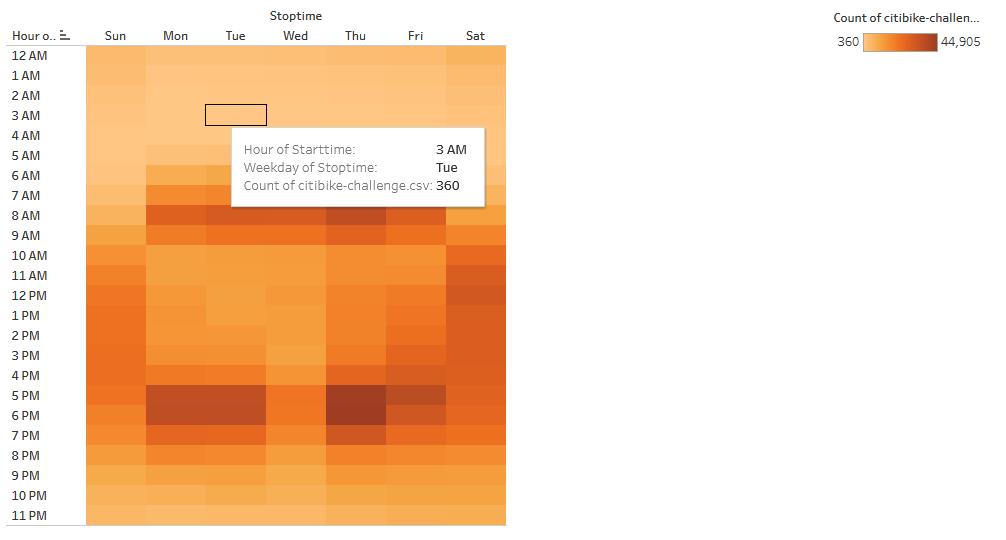 Stoptime
Count of citibike-challen...
Hour o.. Sun Mon Tue Wed Thu Fri Sat
360 44,905
12 AM
1 AM
2 AM
3 AM
4 AM
Hour of Starttime: 3 AM
5 AM
Weekday of Stoptime: Tue
6 AM
Count of citibike-challenge.csv: 360
7 AM
8 AM
9 AM
10 AM
11 AM
12 PM
1 PM
2 PM
3 PM
4 PM
5 PM
6 PM
7 PM
8 PM
9 PM
10 PM
11 PM